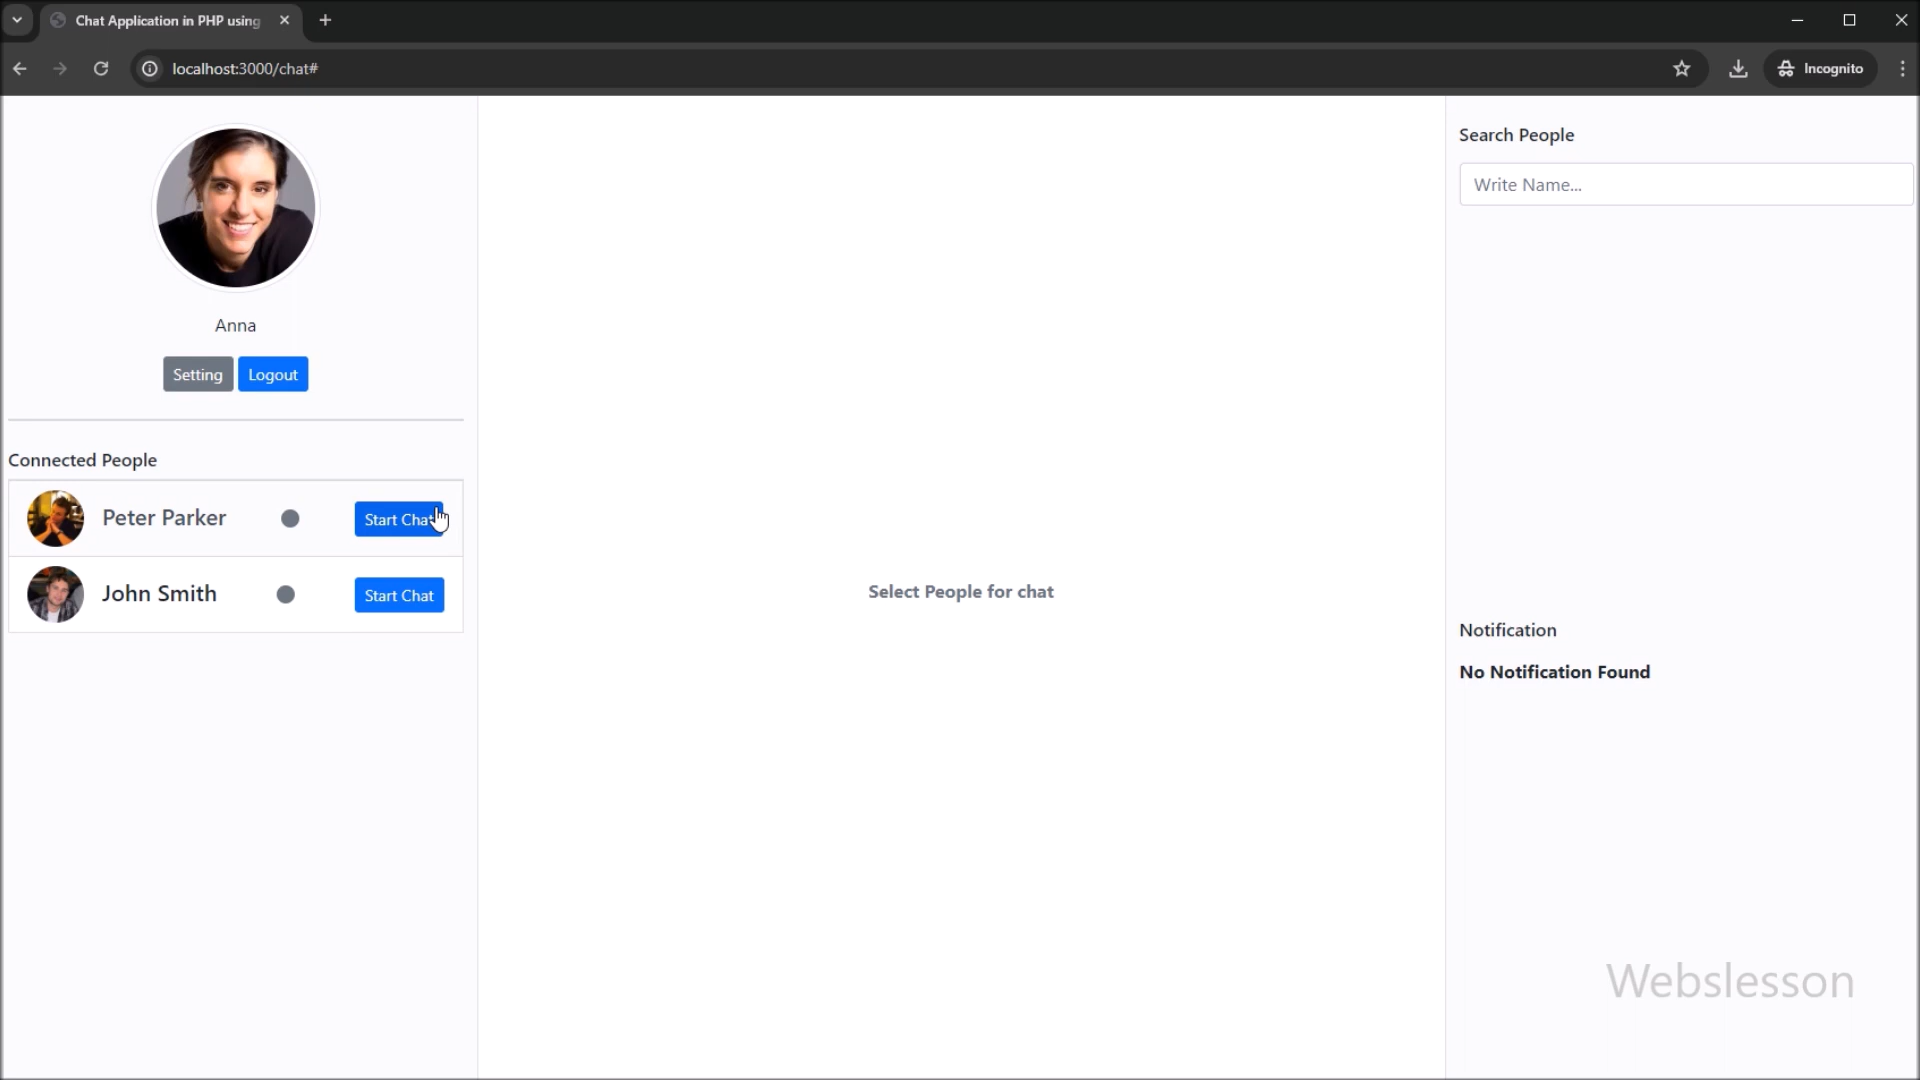 Chat Application in PHP using
localhost:3000/chat#
Incognito
Anna
Setting
Logout
Connected People
Peter Parker
Start Chat
John Smith
Start Chat
Select People for chat
Search People
Write Name...
Notification
No Notification Found
Webslesson